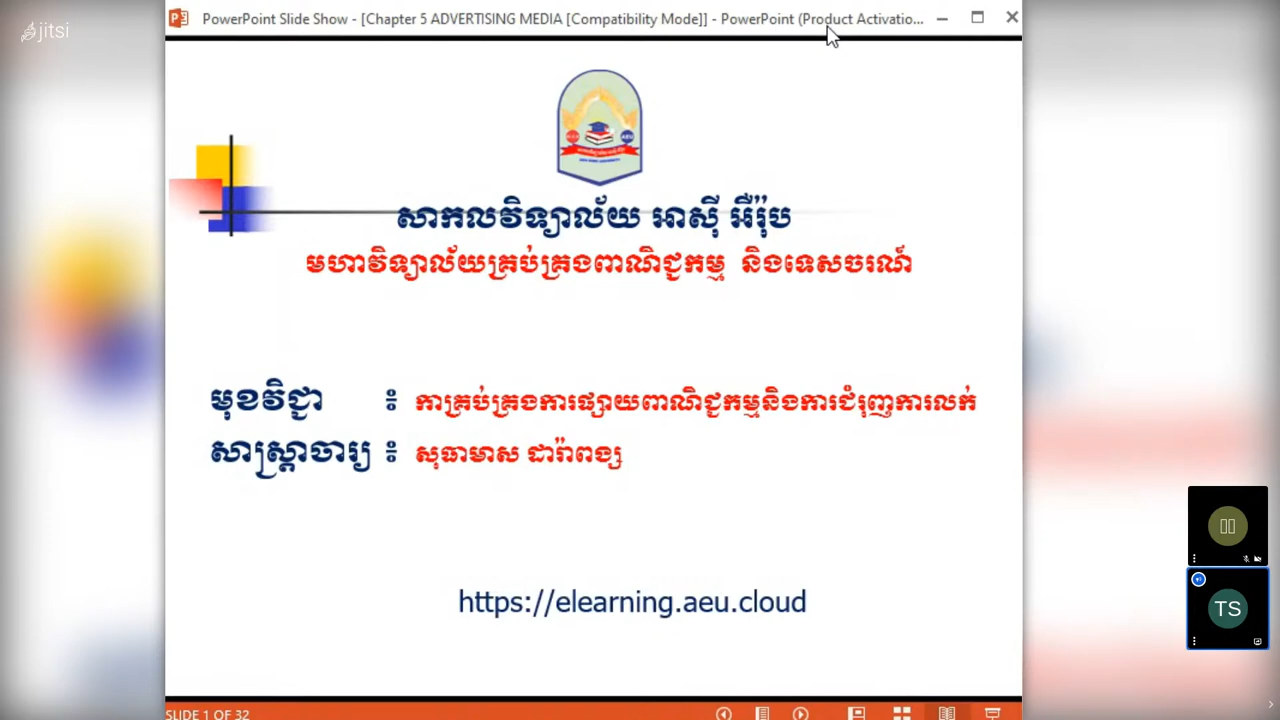 jitsi
PowerPoint Slide Show - [Chapter 5 ADVERTISING MEDIA [Compatibility Mode]] - PowerPoint (Product Activatio...
សាកលវិទ្យាល័យ អាស៊ី អឺរ៉ុប
មហាវិទ្យាល័យគ្រប់គ្រងពាណិជ្ជកម្ម និងទេសចរណ៍
មុខវិជ្ជា ៖ ការគ្រប់គ្រងការផ្សាយពាណិជ្ជកម្មនិងការជំរុញការលក់
សាស្ត្រាចារ្យ ៖ សុធាមាស ដារ៉ាពង្ស
https://elearning.aeu.cloud
TS
SLIDE 1 OF 32